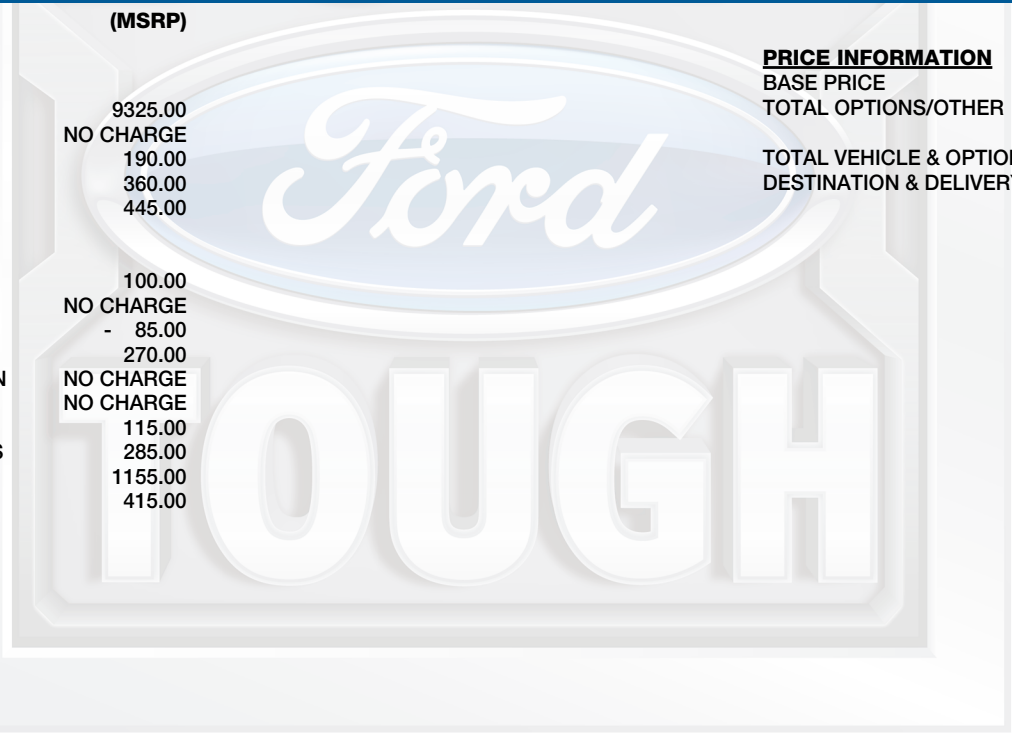 (MSRP)
9325.00
NO CHARGE
190.00
360.00
445.00
100.00
NO CHARGE
- 85.00
270.00
N NO CHARGE
NO CHARGE
115.00
S 285.00
1155.00
415.00
PRICE INFORMATION
BASE PRICE
TOTAL OPTIONS/OTHER
TOTAL VEHICLE & OPTION
DESTINATION & DELIVERY
Ford
TOUGH